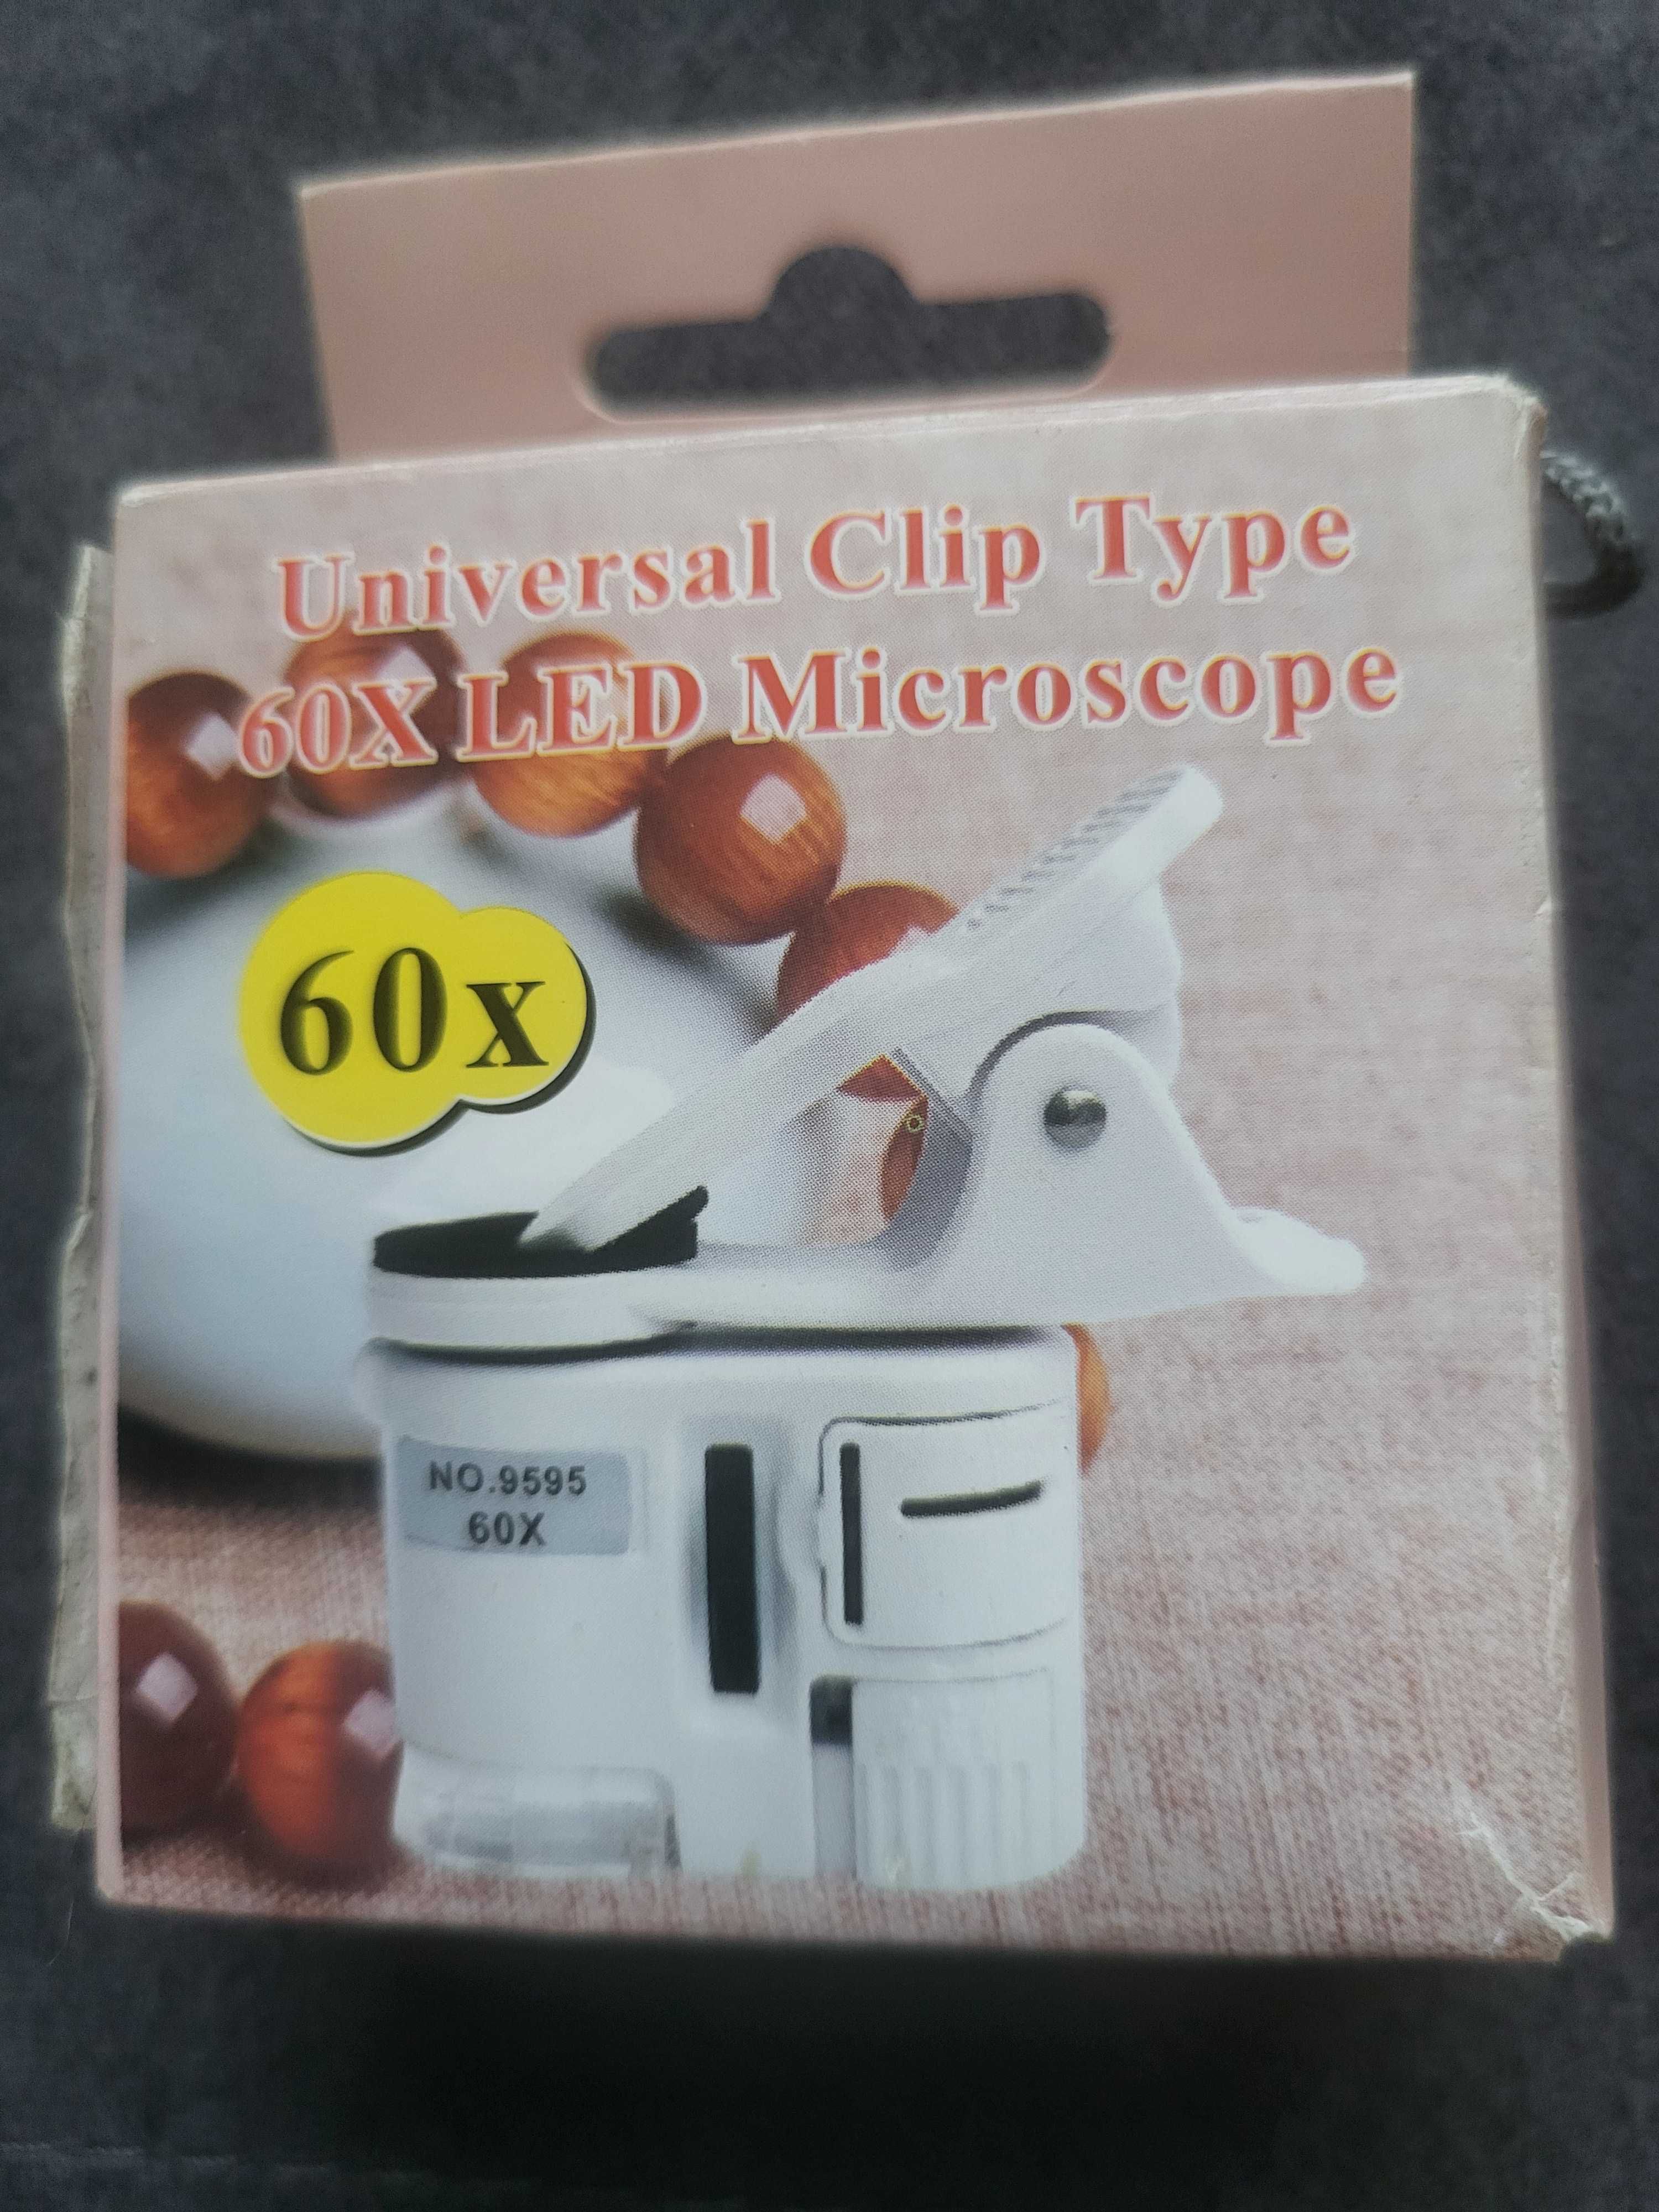 Universal Clip Type
60X LED Microscope
60x
NO.9595
60X